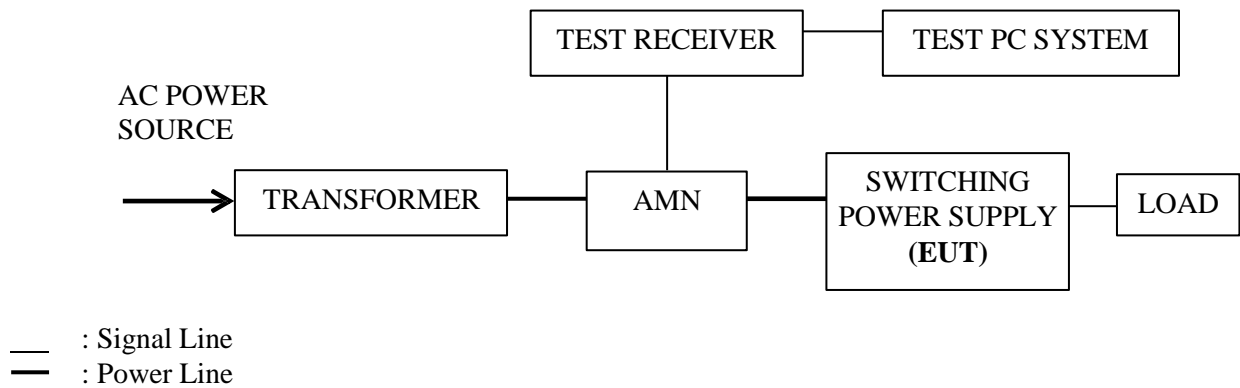 TEST RECEIVER
TEST PC SYSTEM
AC POWER
SOURCE
TRANSFORMER
AMN
SWITCHING
POWER SUPPLY
(EUT)
LOAD
: Signal Line
: Power Line